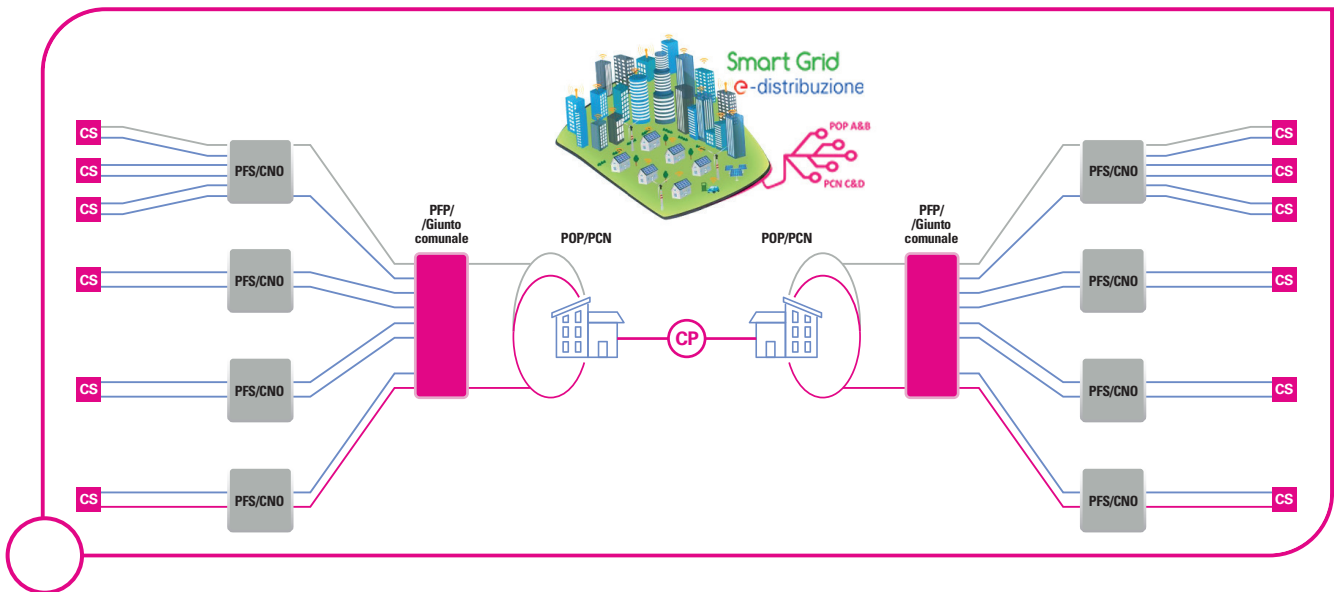 Smart Grid
e-distribuzione
POP A&B
PCN C&D
CS
CS
CS
PFS/CNO
CS
PFS/CNO
CS
PFS/CNO
CS
PFS/CNO
PFP/
/Giunto
comunale
POP/PCN
CP
POP/PCN
PFP/
/Giunto
comunale
PFS/CNO
CS
CS
CS
PFS/CNO
CS
PFS/CNO
CS
PFS/CNO
CS